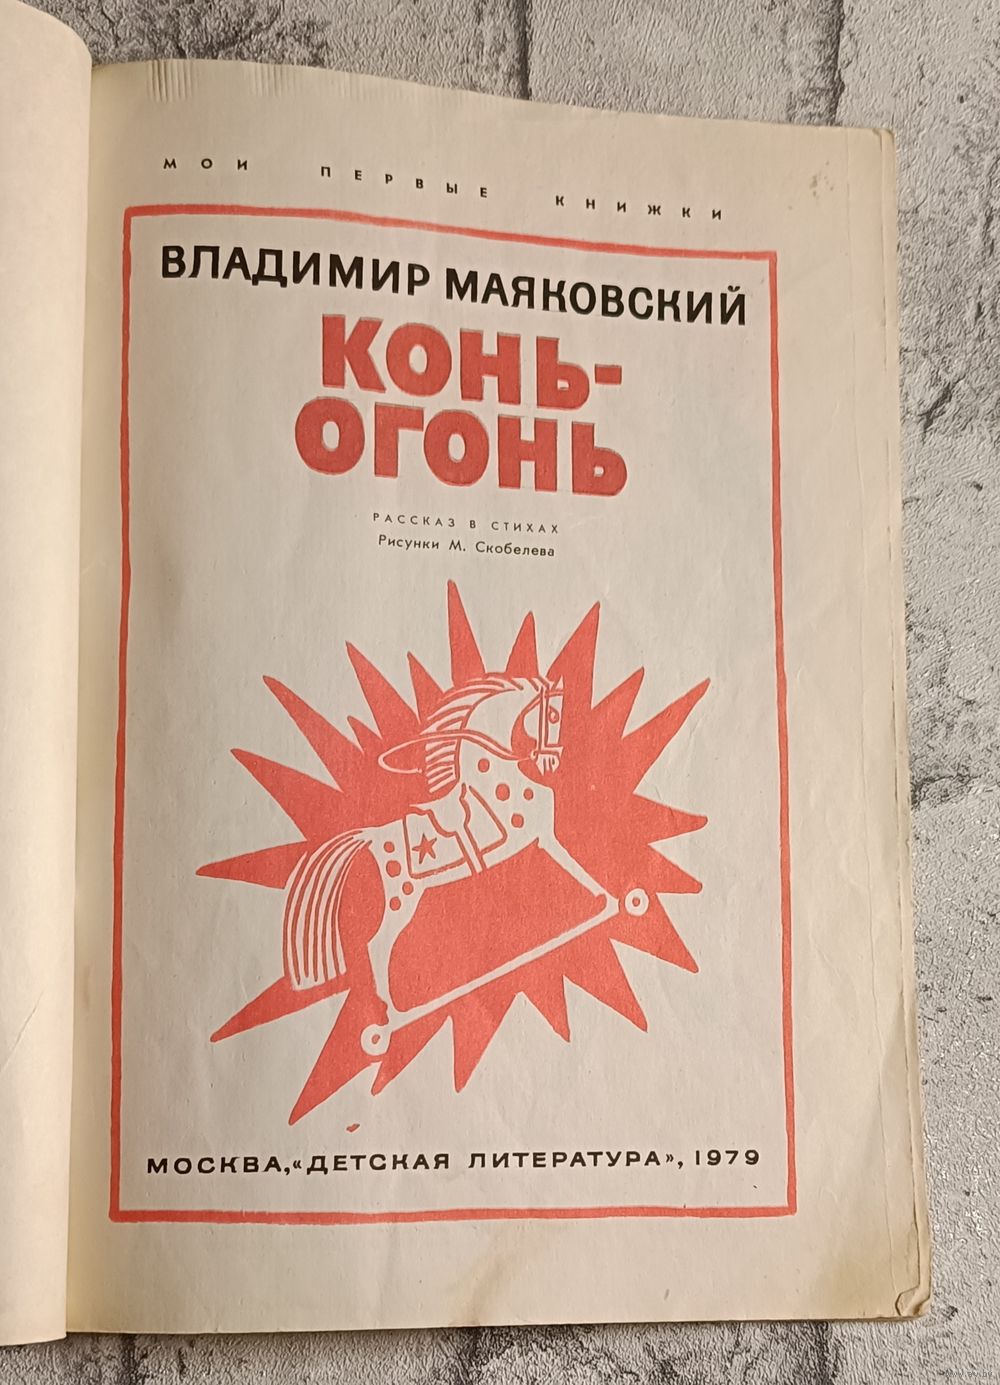 МОИ ПЕРВЫЕ КНИЖКИ
ВЛАДИМИР МАЯКОВСКИЙ
КОНЬ-
ОГОНЬ
РАССКАЗ В СТИХАХ
Рисунки М. Скобелева
МОСКВА, «ДЕТСКАЯ ЛИТЕРАТУРА», 1979